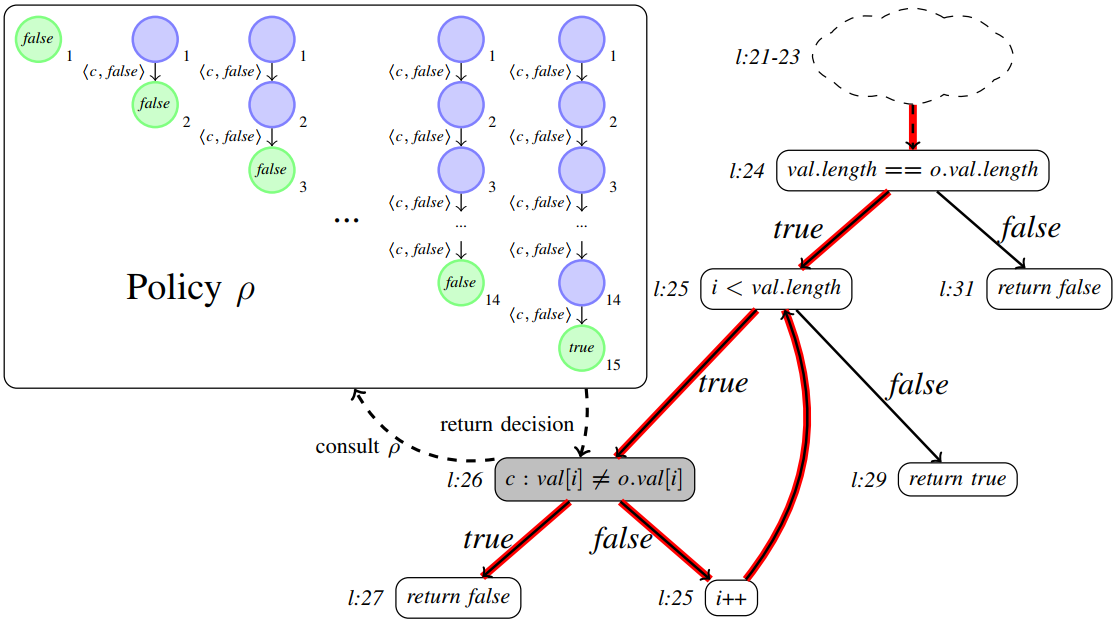 false 1
1 ⟨c, false⟩ false 2
1 ⟨c, false⟩ 2 ⟨c, false⟩ false 3
...
1 ⟨c, false⟩ 2 ⟨c, false⟩ 3 ⟨c, false⟩ ... ⟨c, false⟩ false 14
1 ⟨c, false⟩ 2 ⟨c, false⟩ 3 ⟨c, false⟩ ... 14 ⟨c, false⟩ true 15
Policy ρ
consult ρ
return decision
l:21-23
l:24 val.length == o.val.length
true
false
l:25 i < val.length
l:31 return false
true
false
l:26 c : val[i] ≠ o.val[i]
l:29 return true
true
false
l:27 return false
l:25 i++